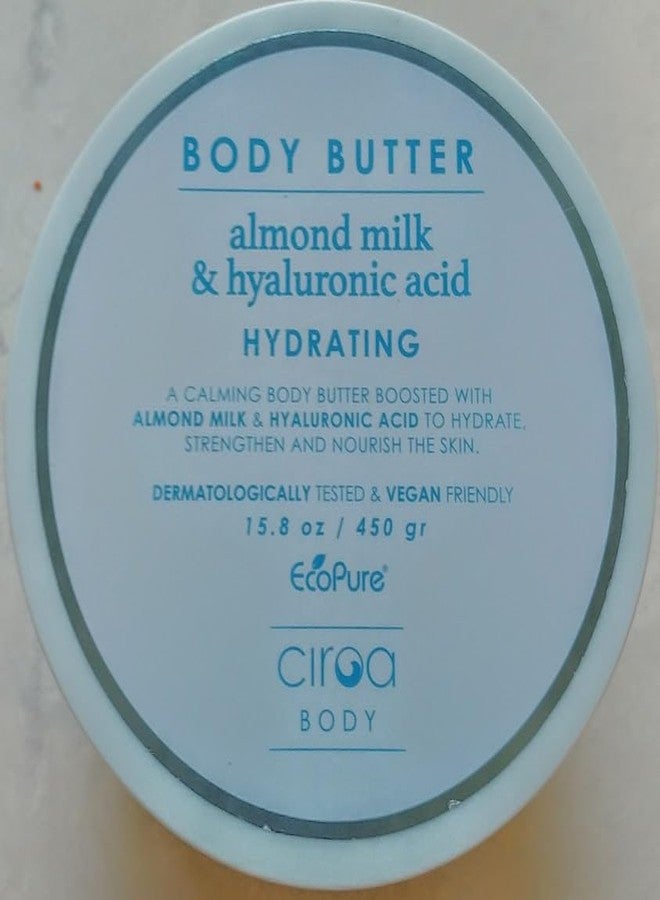 BODY BUTTER
almond milk
& hyaluronic acid
HYDRATING
A CALMING BODY BUTTER BOOSTED WITH
ALMOND MILK & HYALURONIC ACID TO HYDRATE,
STRENGTHEN AND NOURISH THE SKIN.
DERMATOLOGICALLY TESTED & VEGAN FRIENDLY
15.8 oz / 450 gr
EcoPure®
ciroa
BODY